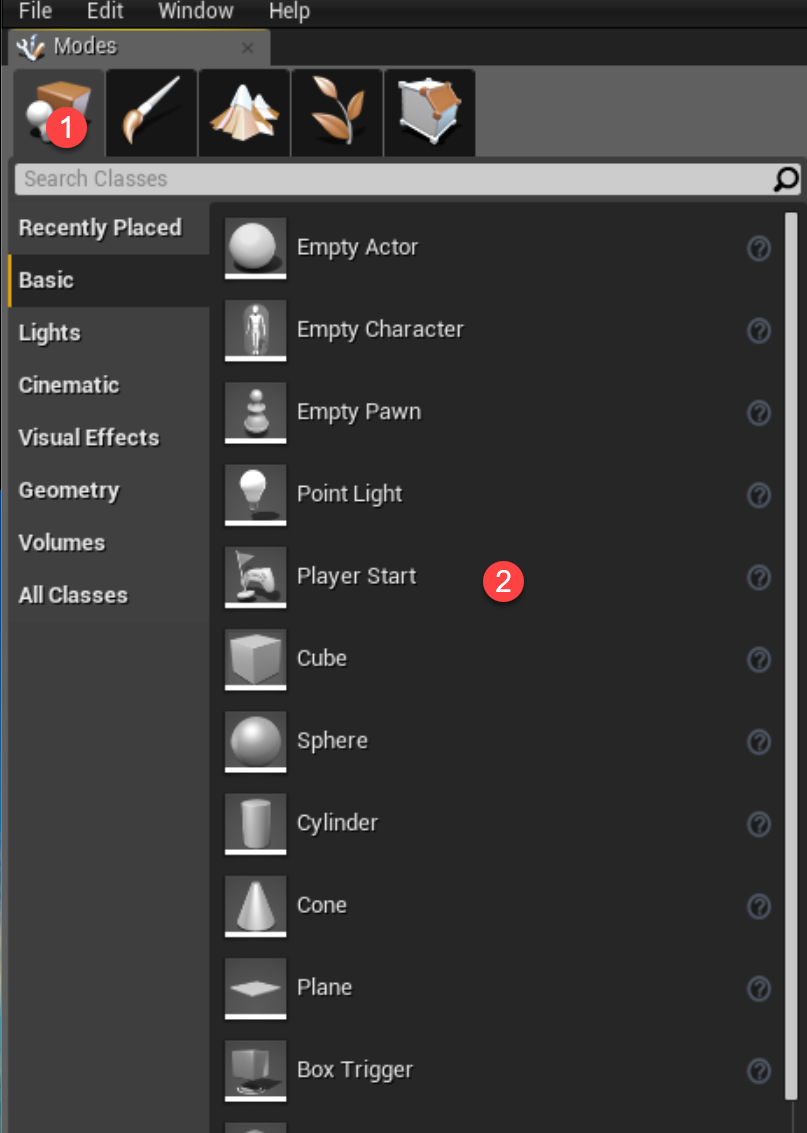 File Edit Window Help
Modes
1
Search Classes
Recently Placed
Basic
Lights
Cinematic
Visual Effects
Geometry
Volumes
All Classes
Empty Actor
Empty Character
Empty Pawn
Point Light
Player Start
2
Cube
Sphere
Cylinder
Cone
Plane
Box Trigger